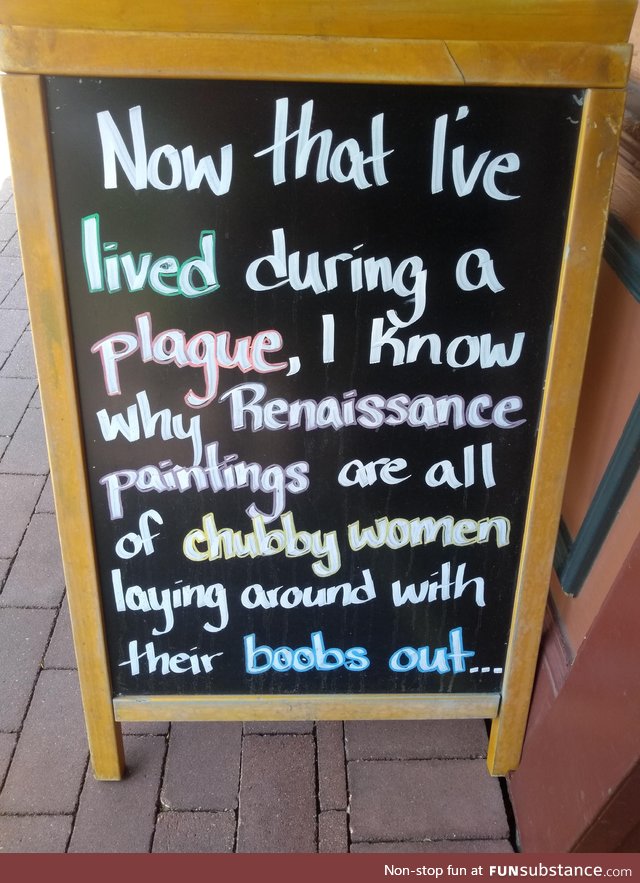 Now that I've
lived during a
plague, I know
why Renaissance
paintings are all
of chubby women
laying around with
their boobs out...
Non-stop fun at FUNsubstance.com